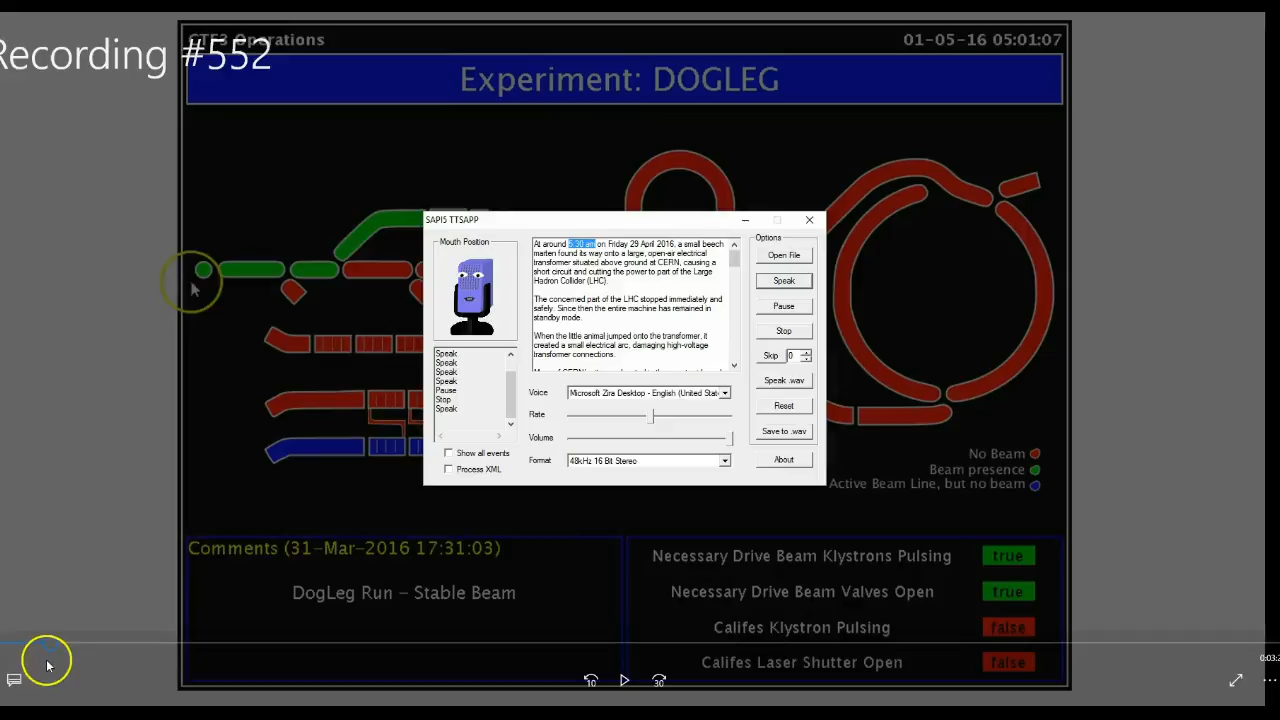 Recording #552
CTF3 Operations
01-05-16 05:01:07
Experiment: DOGLEG
SAPI5 TTSAPP
Mouth Position
At around 5:30 am on Friday 29 April 2016, a small beech
marten found its way onto a large, open-air electrical
transformer situated above ground at CERN, causing a
short circuit and cutting the power to part of the Large
Hadron Collider (LHC).
The concerned part of the LHC stopped immediately and
safely. Since then the entire machine has remained in
standby mode.
When the little animal jumped onto the transformer, it
created a small electrical arc, damaging high-voltage
transformer connections.
Options
Open File
Speak
Pause
Stop
Skip 0
Speak .wav
Reset
Save to .wav
About
Speak
Speak
Speak
Speak
Pause
Stop
Speak
Show all events
Process XML
Voice
Microsoft Zira Desktop - English (United Stat
Rate
Volume
Format
48kHz 16 Bit Stereo
No Beam
Beam presence
Active Beam Line, but no beam
Comments (31-Mar-2016 17:31:03)
DogLeg Run - Stable Beam
Necessary Drive Beam Klystrons Pulsing true
Necessary Drive Beam Valves Open true
Califes Klystron Pulsing false
Califes Laser Shutter Open false
0:03:
10
30